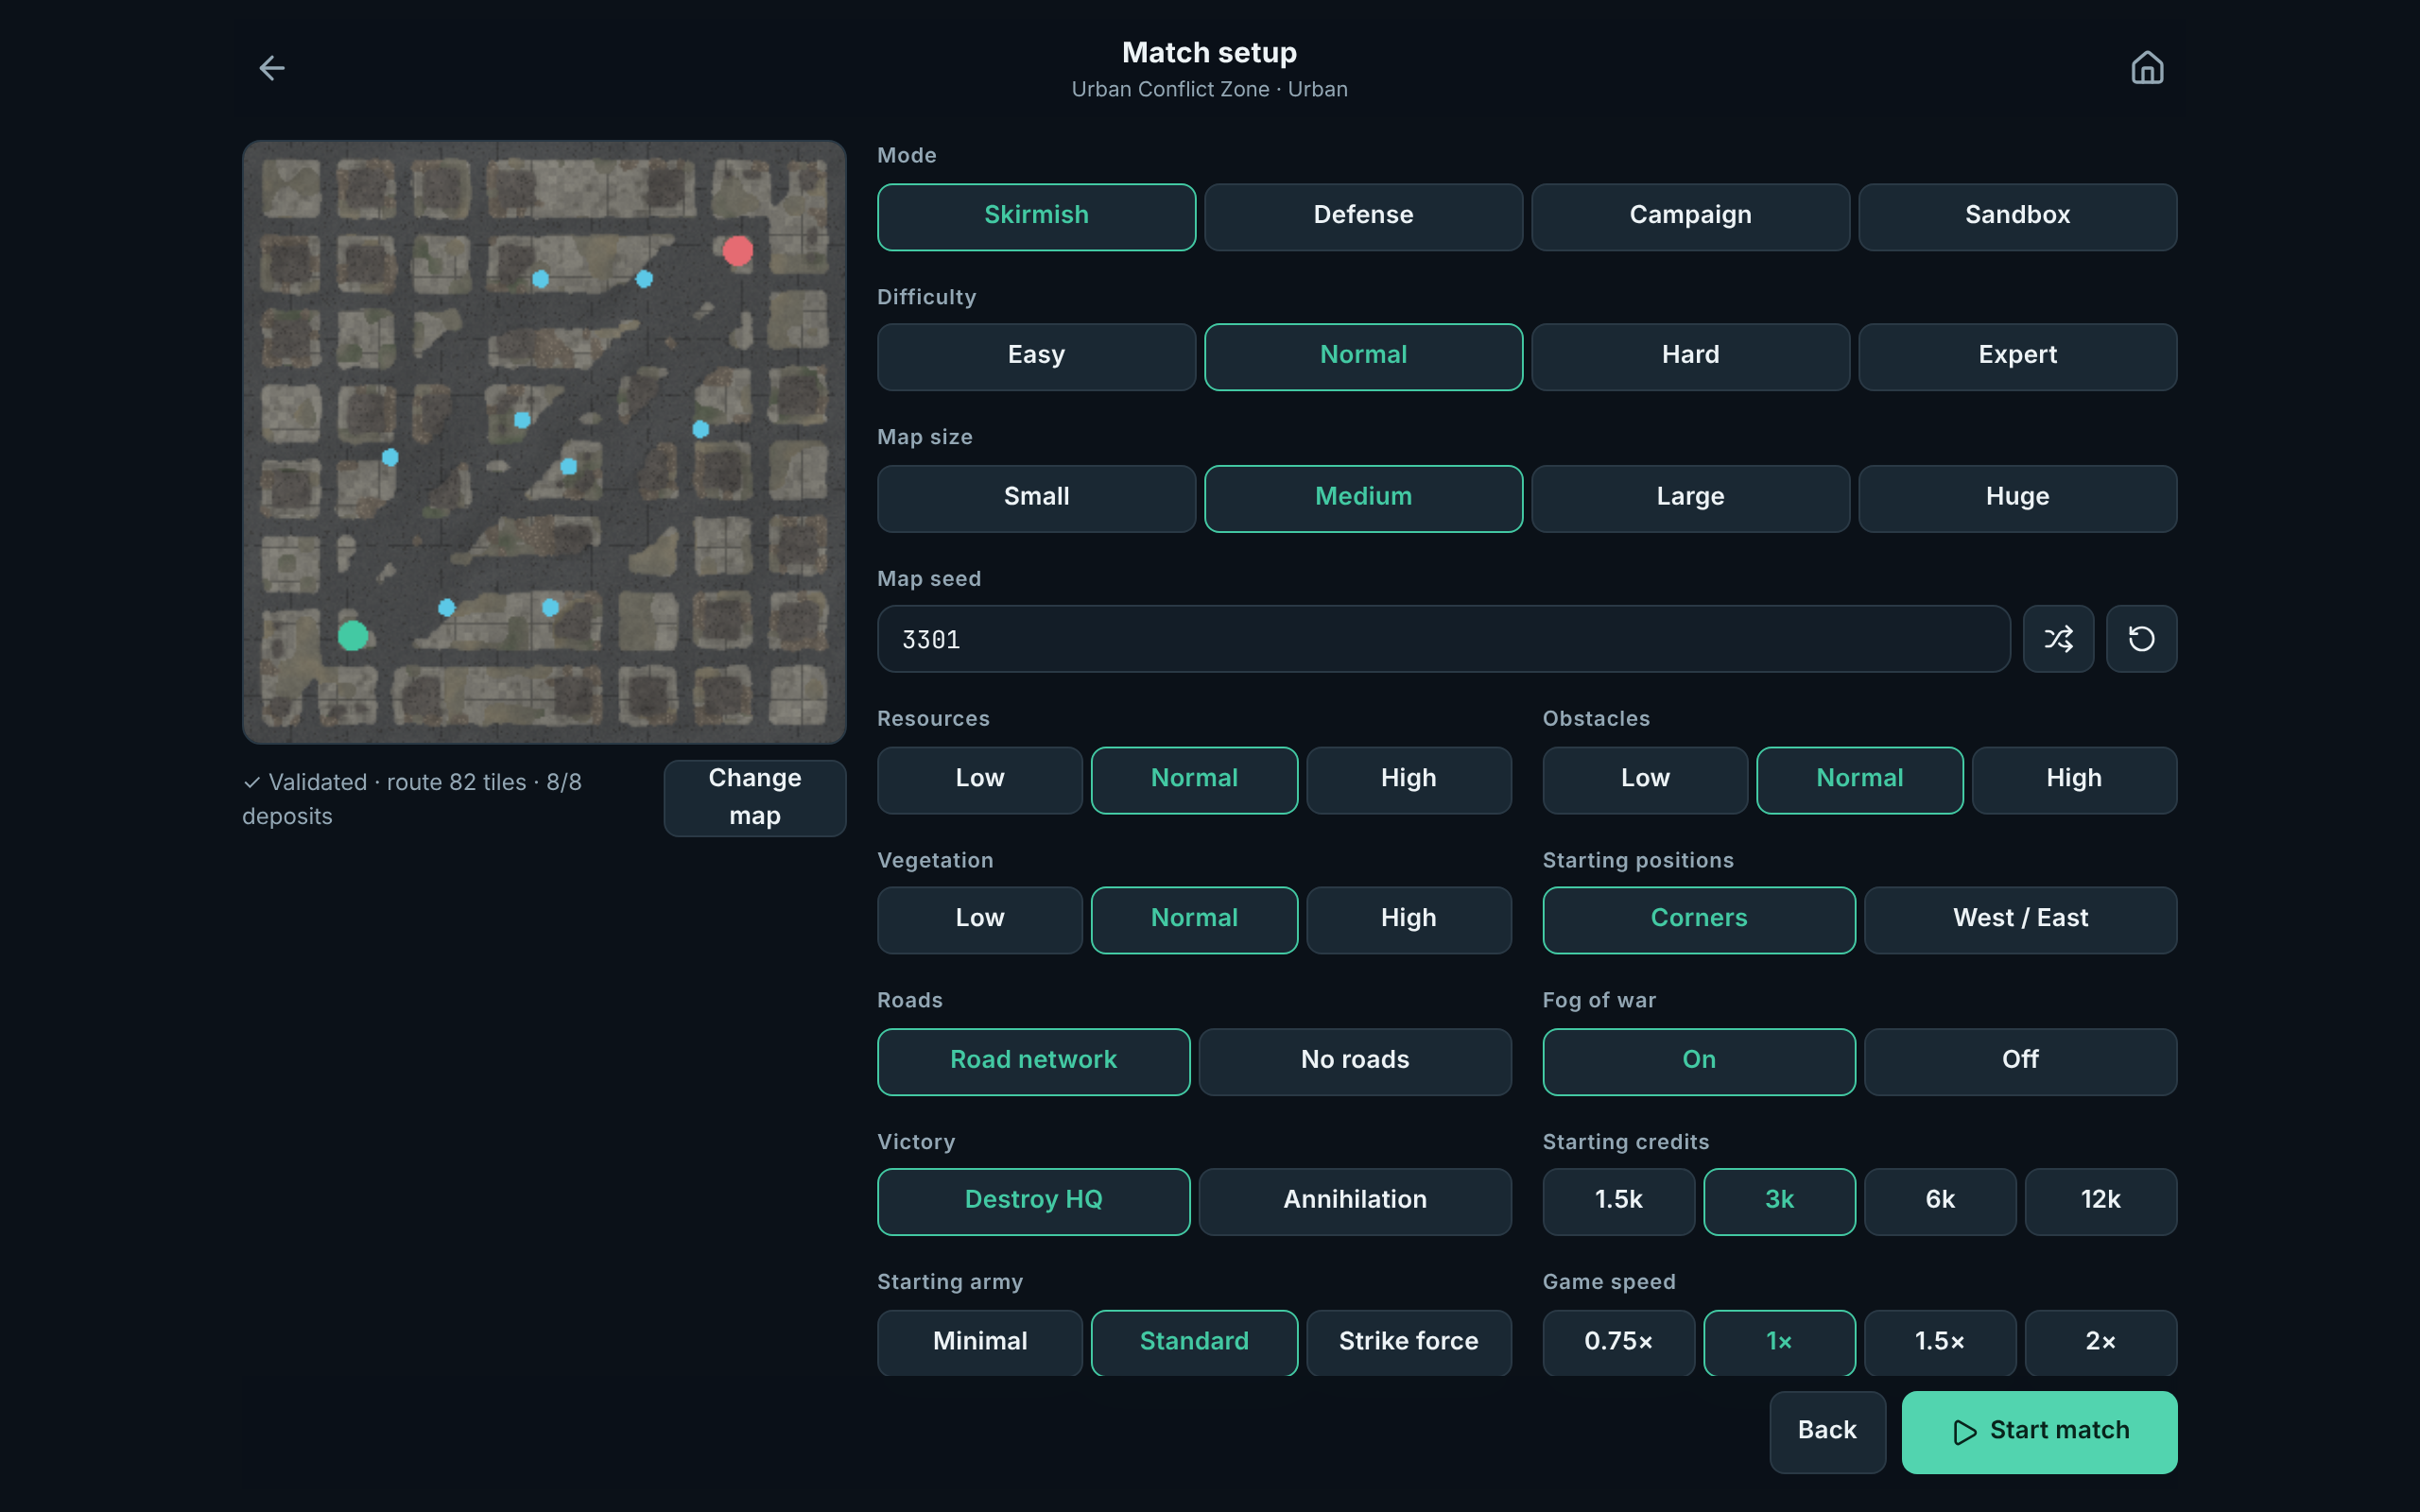 Match setup
Urban Conflict Zone · Urban
✓ Validated · route 82 tiles · 8/8
deposits
Change
map
Mode
Skirmish Defense Campaign Sandbox
Difficulty
Easy Normal Hard Expert
Map size
Small Medium Large Huge
Map seed
3301
Resources
Low Normal High
Obstacles
Low Normal High
Vegetation
Low Normal High
Starting positions
Corners West / East
Roads
Road network No roads
Fog of war
On Off
Victory
Destroy HQ Annihilation
Starting credits
1.5k 3k 6k 12k
Starting army
Minimal Standard Strike force
Game speed
0.75× 1× 1.5× 2×
Back Start match